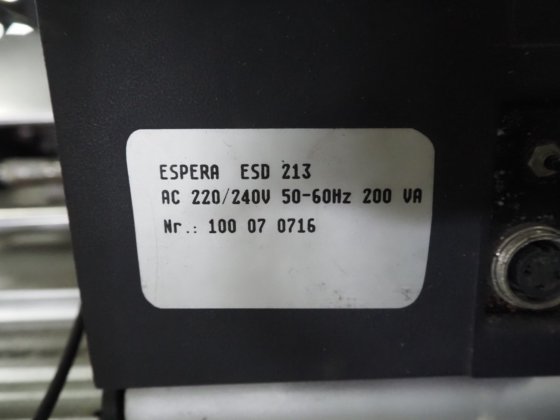 ESPERA ESD 213
AC 220/240V 50-60Hz 200 VA
Nr.: 100 07 0716